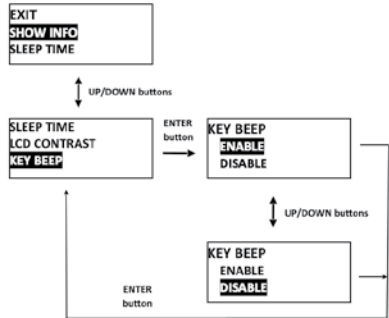 EXIT
SHOW INFO
SLEEP TIME
UP/DOWN buttons
SLEEP TIME
LCD CONTRAST
KEY BEEP
ENTER
button
KEY BEEP
ENABLE
DISABLE
UP/DOWN buttons
KEY BEEP
ENABLE
DISABLE
ENTER
button